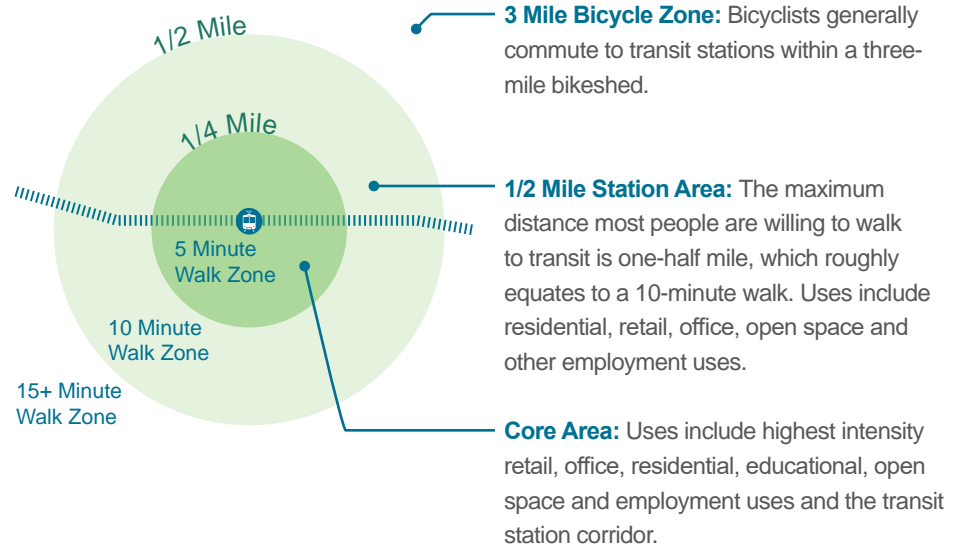 1/2 Mile
1/4 Mile
5 Minute
Walk Zone
10 Minute
Walk Zone
15+ Minute
Walk Zone
3 Mile Bicycle Zone: Bicyclists generally
commute to transit stations within a three-
mile bikeshed.
1/2 Mile Station Area: The maximum
distance most people are willing to walk
to transit is one-half mile, which roughly
equates to a 10-minute walk. Uses include
residential, retail, office, open space and
other employment uses.
Core Area: Uses include highest intensity
retail, office, residential, educational, open
space and employment uses and the transit
station corridor.